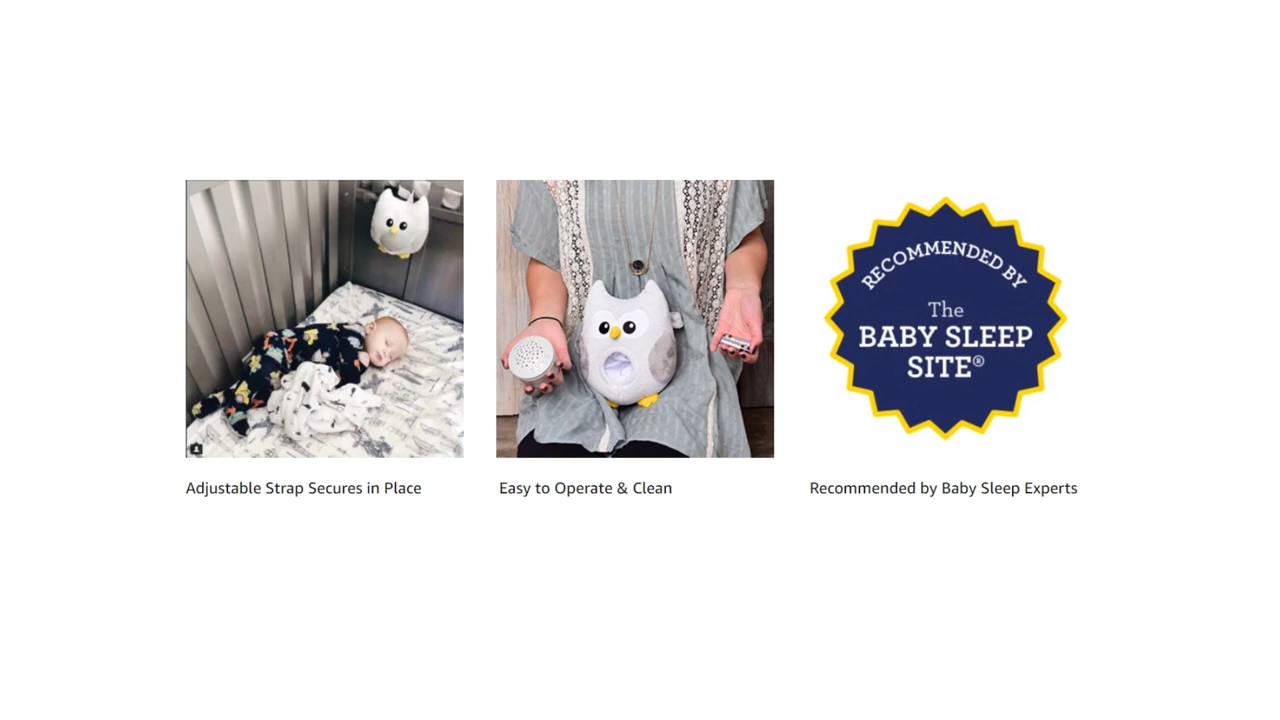 RECOMMENDED BY
The
BABY SLEEP
SITE®
Adjustable Strap Secures in Place
Easy to Operate & Clean
Recommended by Baby Sleep Experts